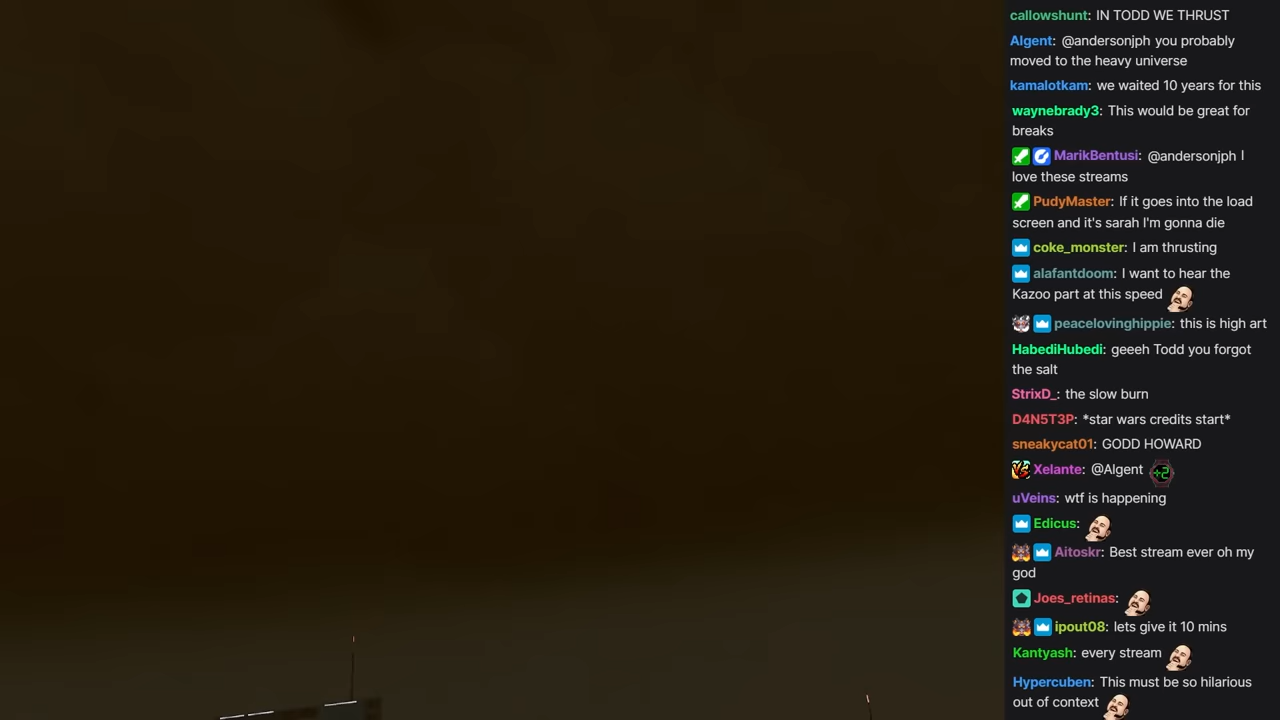 callowshunt: IN TODD WE THRUST
Algent: @andersonjph you probably
moved to the heavy universe
kamalotkam: we waited 10 years for this
waynebrady3: This would be great for
breaks
MarikBentusi: @andersonjph I
love these streams
PudyMaster: If it goes into the load
screen and it's sarah I'm gonna die
coke_monster: I am thrusting
alafantdoom: I want to hear the
Kazoo part at this speed
peacelovinghippie: this is high art
HabediHubedi: geeeh Todd you forgot
the salt
StrixD_: the slow burn
D4N5T3P: *star wars credits start*
sneakycat01: GODD HOWARD
Xelante: @Algent +2
uVeins: wtf is happening
Edicus:
Aitoskr: Best stream ever oh my
god
Joes_retinas:
ipout08: lets give it 10 mins
Kantyash: every stream
Hypercuben: This must be so hilarious
out of context